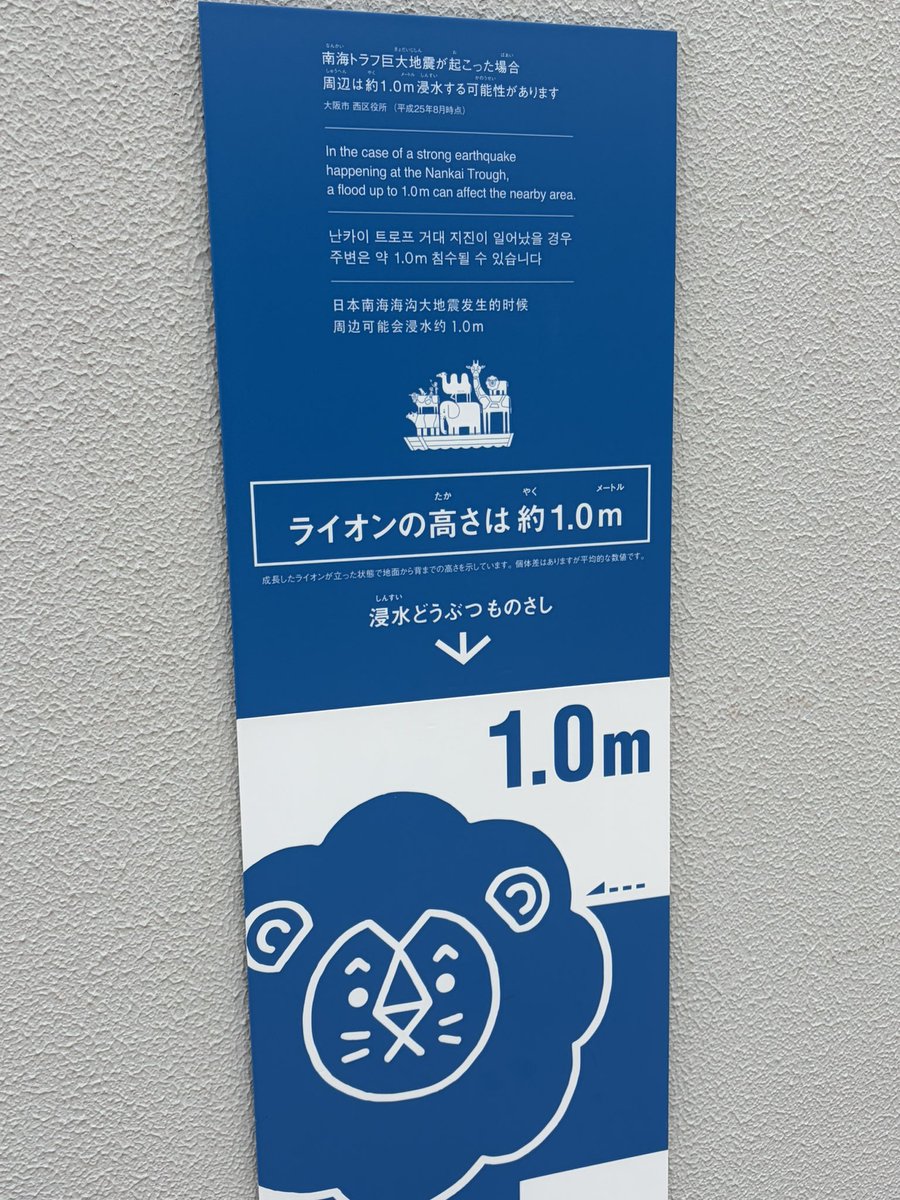 南海トラフ巨大地震が起こった場合
周辺は約1.0m浸水する可能性があります
大阪市 西区役所 （平成25年8月時点）
In the case of a strong earthquake
happening at the Nankai Trough,
a flood up to 1.0m can affect the nearby area.
난카이 트로프 거대 지진이 일어났을 경우
주변은 약 1.0m 침수될 수 있습니다
日本南海海沟大地震发生的时候
周边可能会浸水约 1.0m
ライオンの高さは約1.0m
成長したライオンが立った状態で地面から背までの高さを示しています。個体差はありますが平均的な数値です。
浸水どうぶつものさし
1.0m